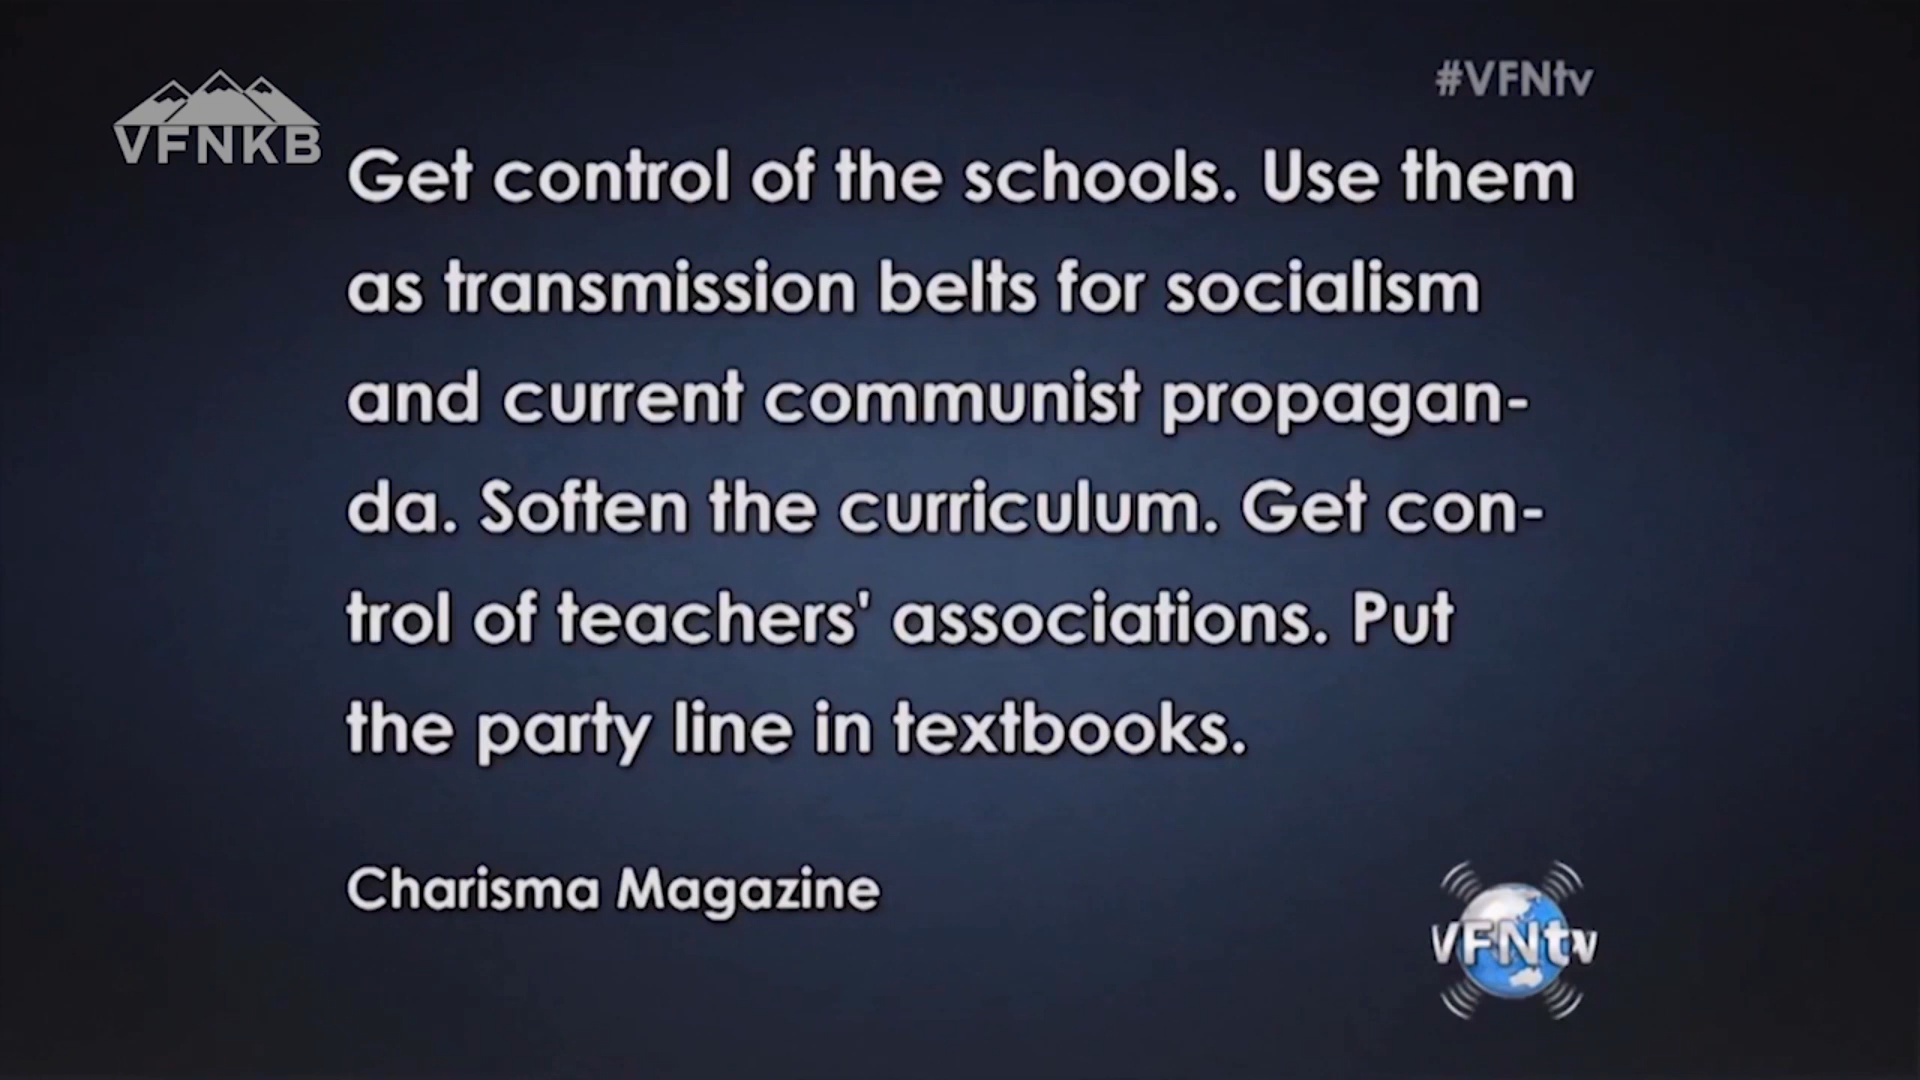 #VFNtv
VFNKB
Get control of the schools. Use them
as transmission belts for socialism
and current communist propagan-
da. Soften the curriculum. Get con-
trol of teachers' associations. Put
the party line in textbooks.
Charisma Magazine
VFNtv